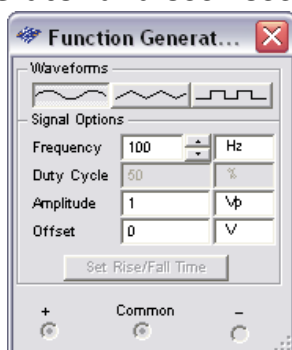 Function Generat...
Waveforms
Signal Options
Frequency 100 Hz
Duty Cycle 50 %
Amplitude 1 Vp
Offset 0 V
Set Rise/Fall Time
+ Common -